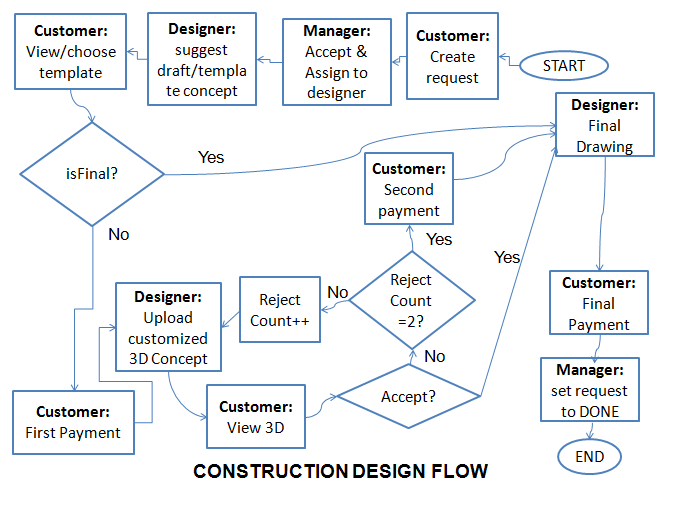 Customer:
View/choose
template
Designer:
suggest
draft/templa
te concept
Manager:
Accept &
Assign to
designer
Customer:
Create
request
START
Designer:
Final
Drawing
isFinal?
Yes
No
Customer:
Second
payment
Yes
Yes
Designer:
Upload
customized
3D Concept
Reject
Count++
No
Reject
Count
=2?
Customer:
Final
Payment
No
Customer:
First Payment
Customer:
View 3D
Accept?
Manager:
set request
to DONE
END
CONSTRUCTION DESIGN FLOW